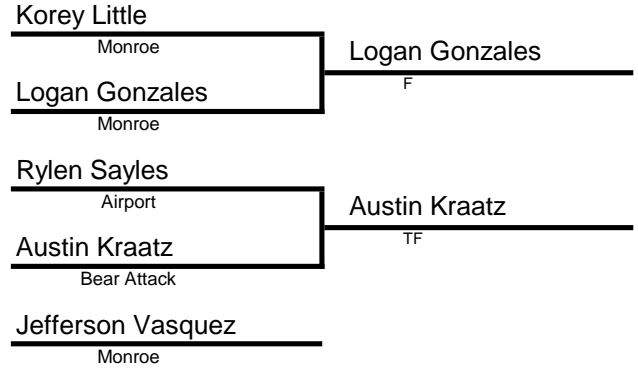 Korey Little
Monroe
Logan Gonzales
F
Logan Gonzales
Monroe
Rylen Sayles
Airport
Austin Kraatz
TF
Austin Kraatz
Bear Attack
Jefferson Vasquez
Monroe